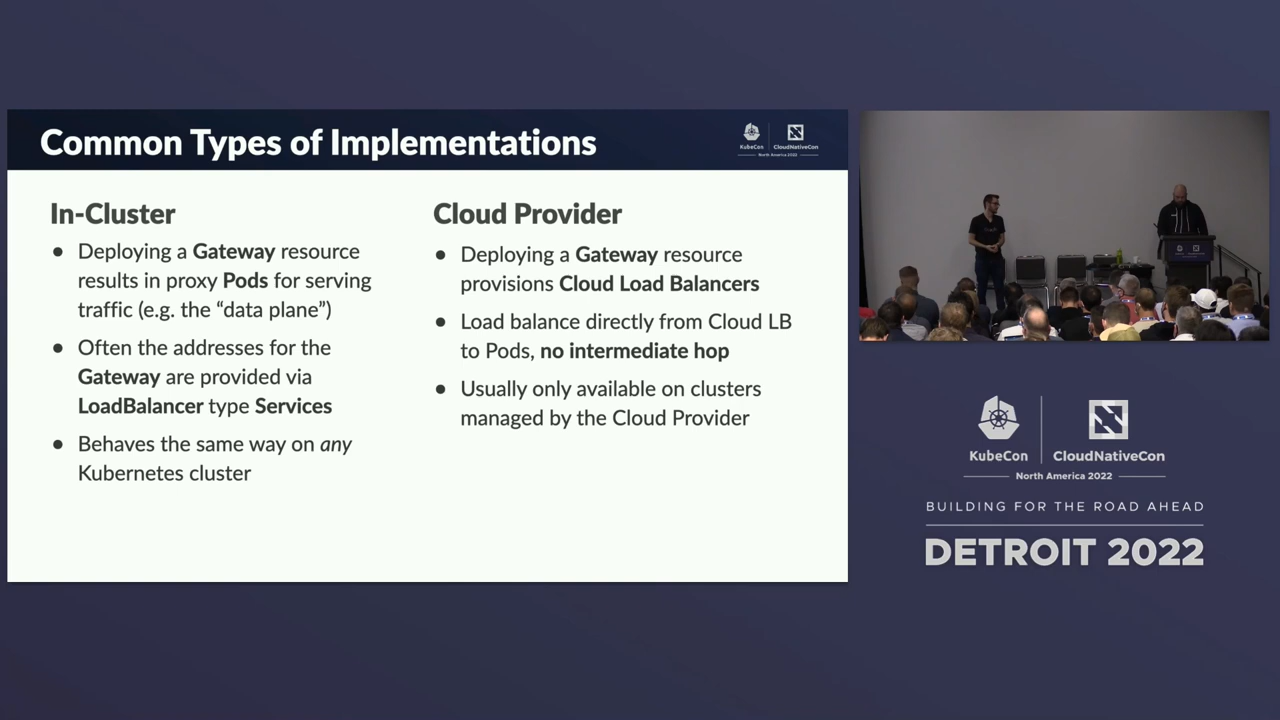 Common Types of Implementations
KubeCon
CloudNativeCon
North America 2022
In-Cluster
● Deploying a Gateway resource
results in proxy Pods for serving
traffic (e.g. the “data plane”)
● Often the addresses for the
Gateway are provided via
LoadBalancer type Services
● Behaves the same way on any
Kubernetes cluster
Cloud Provider
● Deploying a Gateway resource
provisions Cloud Load Balancers
● Load balance directly from Cloud LB
to Pods, no intermediate hop
● Usually only available on clusters
managed by the Cloud Provider
KubeCon
CloudNativeCon
North America 2022
BUILDING FOR THE ROAD AHEAD
DETROIT 2022